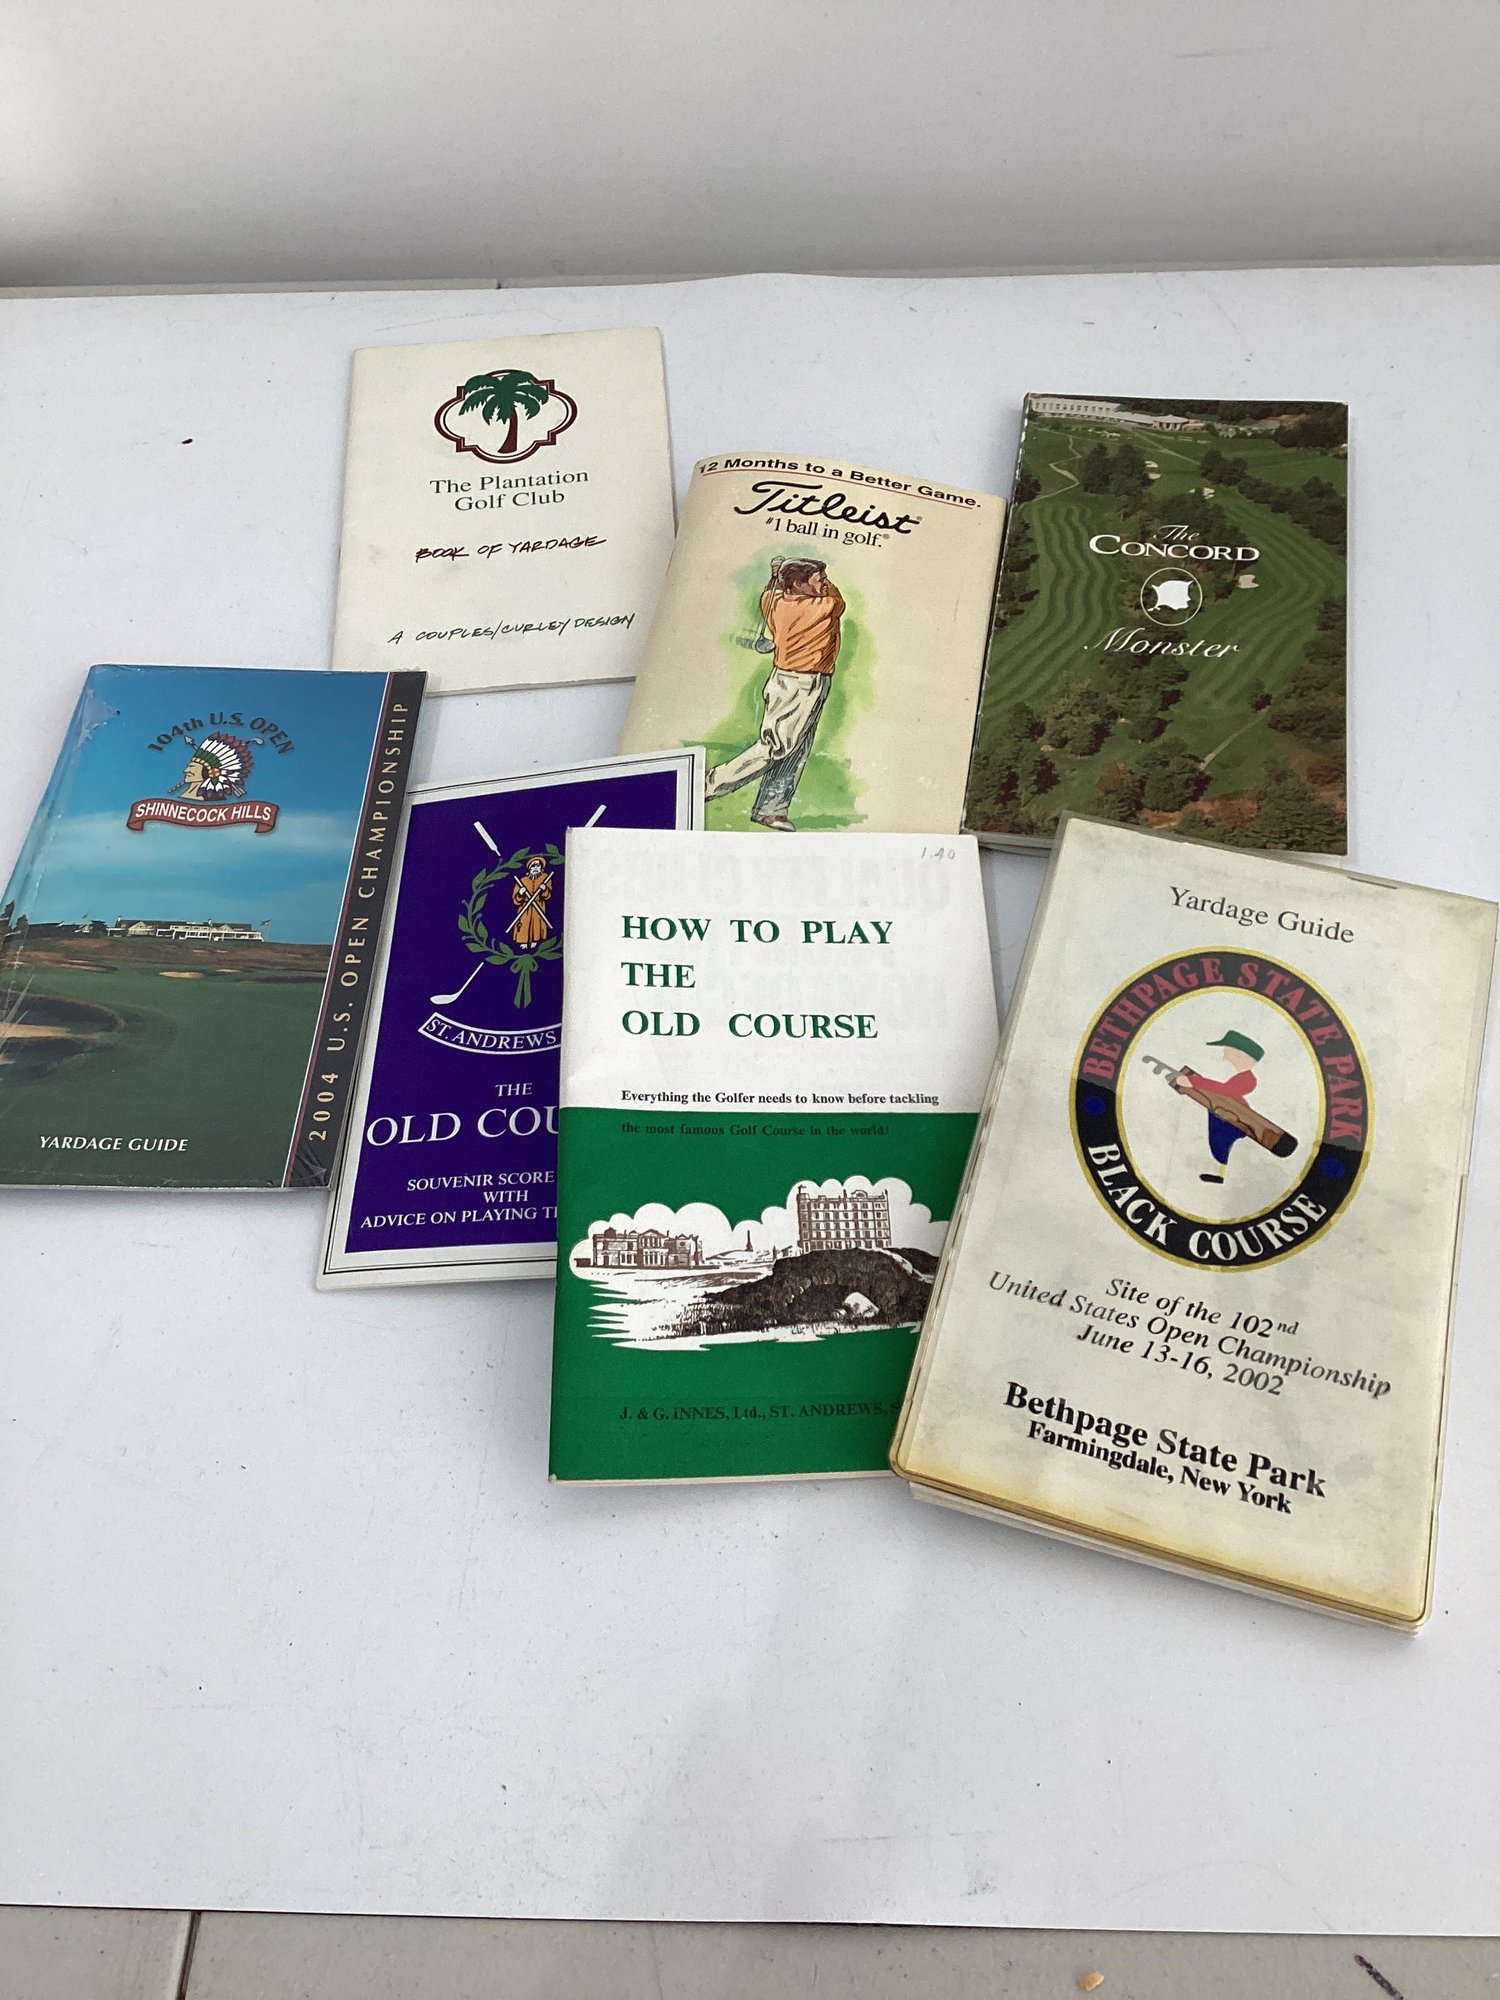 The Plantation
Golf Club
BOOK OF YARDAGE
A COUPLES/CURLEY DESIGN
12 Months to a Better Game.
Titleist®
#1 ball in golf.®
The
CONCORD
Monster
104th U.S. OPEN
SHINNECOCK HILLS
2004 U.S. OPEN CHAMPIONSHIP
YARDAGE GUIDE
ST. ANDREWS
THE
OLD COU
SOUVENIR SCORE
WITH
ADVICE ON PLAYING T
1.40
HOW TO PLAY
THE
OLD COURSE
Everything the Golfer needs to know before tackling
the most famous Golf Course in the world!
J. & G. INNES, Ltd., ST. ANDREWS, S
Yardage Guide
BETHPAGE STATE PARK
BLACK COURSE
Site of the 102nd
United States Open Championship
June 13-16, 2002
Bethpage State Park
Farmingdale, New York